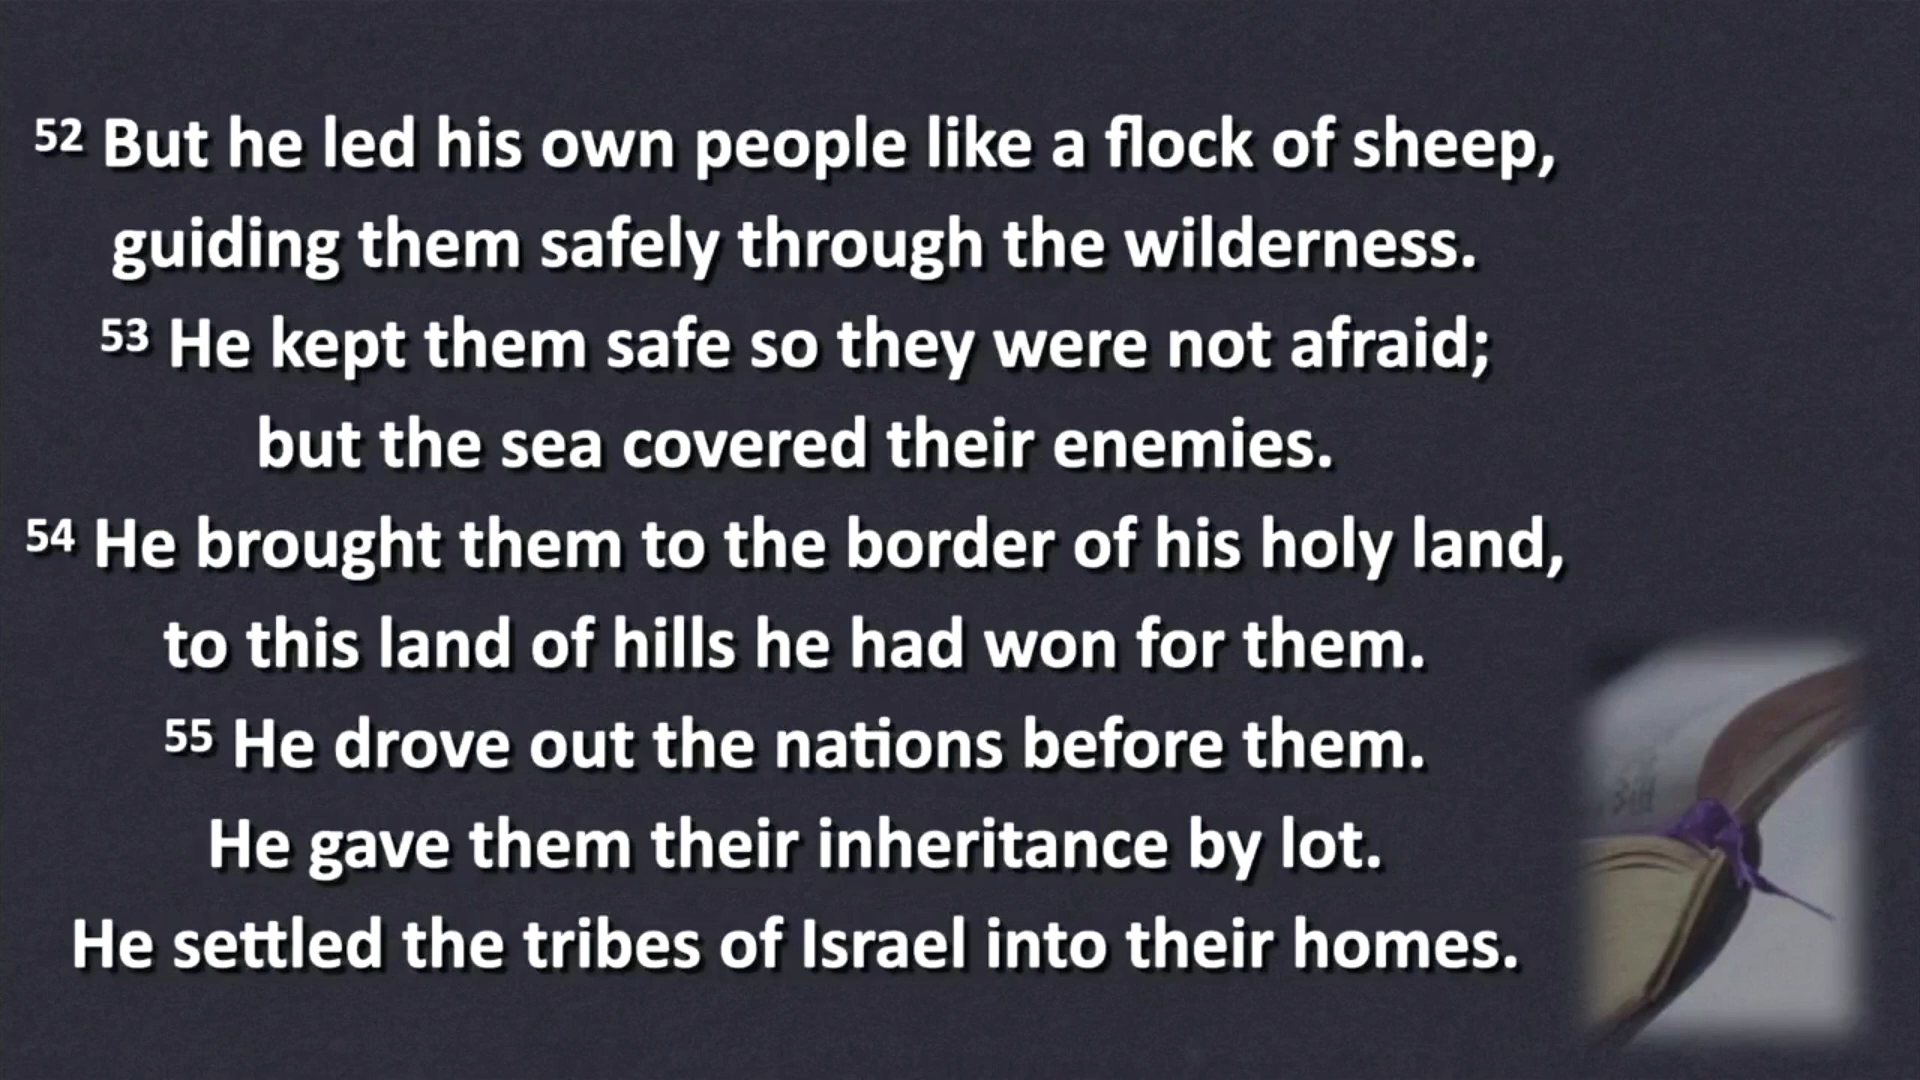 52 But he led his own people like a flock of sheep,
guiding them safely through the wilderness.
53 He kept them safe so they were not afraid;
but the sea covered their enemies.
54 He brought them to the border of his holy land,
to this land of hills he had won for them.
55 He drove out the nations before them.
He gave them their inheritance by lot.
He settled the tribes of Israel into their homes.